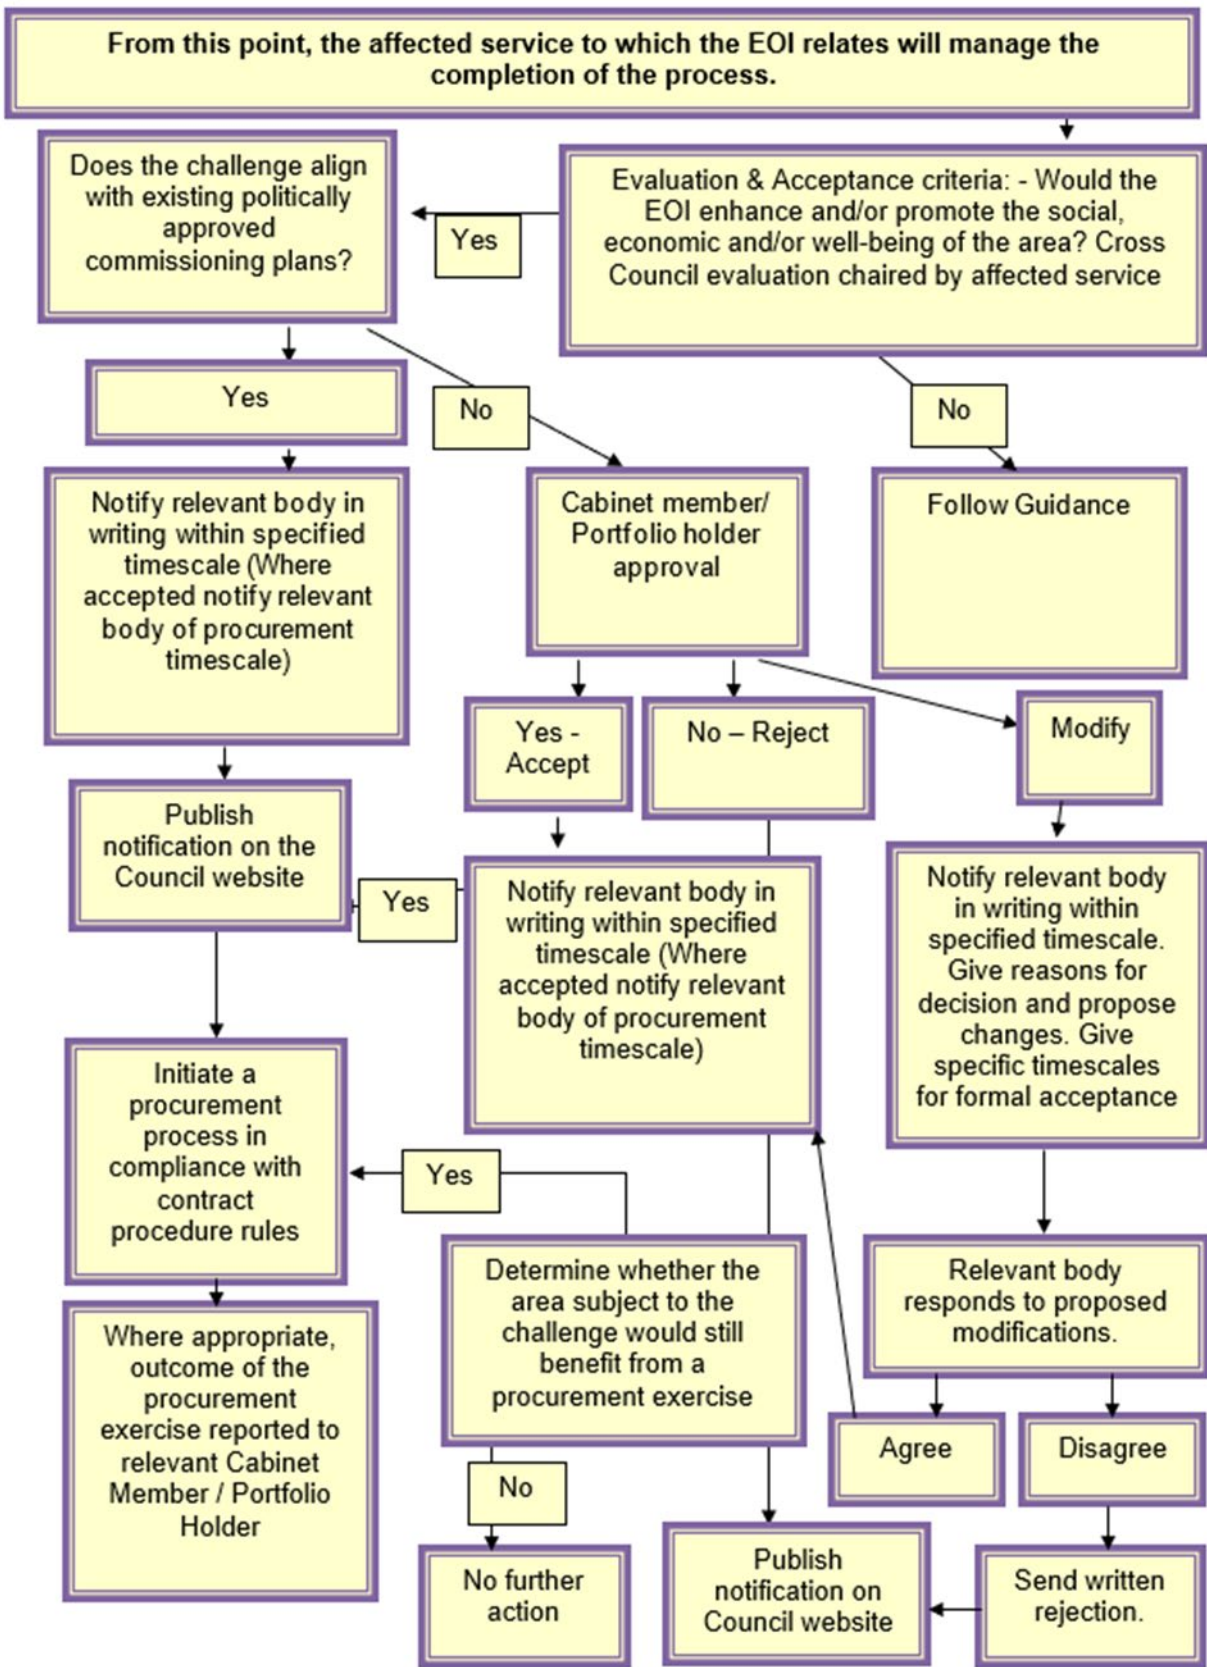 From this point, the affected service to which the EOI relates will manage the
completion of the process.
Does the challenge align
with existing politically
approved
commissioning plans?
Yes
Evaluation & Acceptance criteria: - Would the
EOI enhance and/or promote the social,
economic and/or well-being of the area? Cross
Council evaluation chaired by affected service
Yes
No
No
Notify relevant body in
writing within specified
timescale (Where
accepted notify relevant
body of procurement
timescale)
Cabinet member/
Portfolio holder
approval
Follow Guidance
Yes -
Accept
No – Reject
Modify
Publish
notification on the
Council website
Yes
Notify relevant body in
writing within specified
timescale (Where
accepted notify relevant
body of procurement
timescale)
Notify relevant body
in writing within
specified timescale.
Give reasons for
decision and propose
changes. Give
specific timescales
for formal acceptance
Initiate a
procurement
process in
compliance with
contract
procedure rules
Yes
Determine whether the
area subject to the
challenge would still
benefit from a
procurement exercise
Relevant body
responds to proposed
modifications.
Where appropriate,
outcome of the
procurement
exercise reported to
relevant Cabinet
Member / Portfolio
Holder
Agree
Disagree
No
No further
action
Publish
notification on
Council website
Send written
rejection.